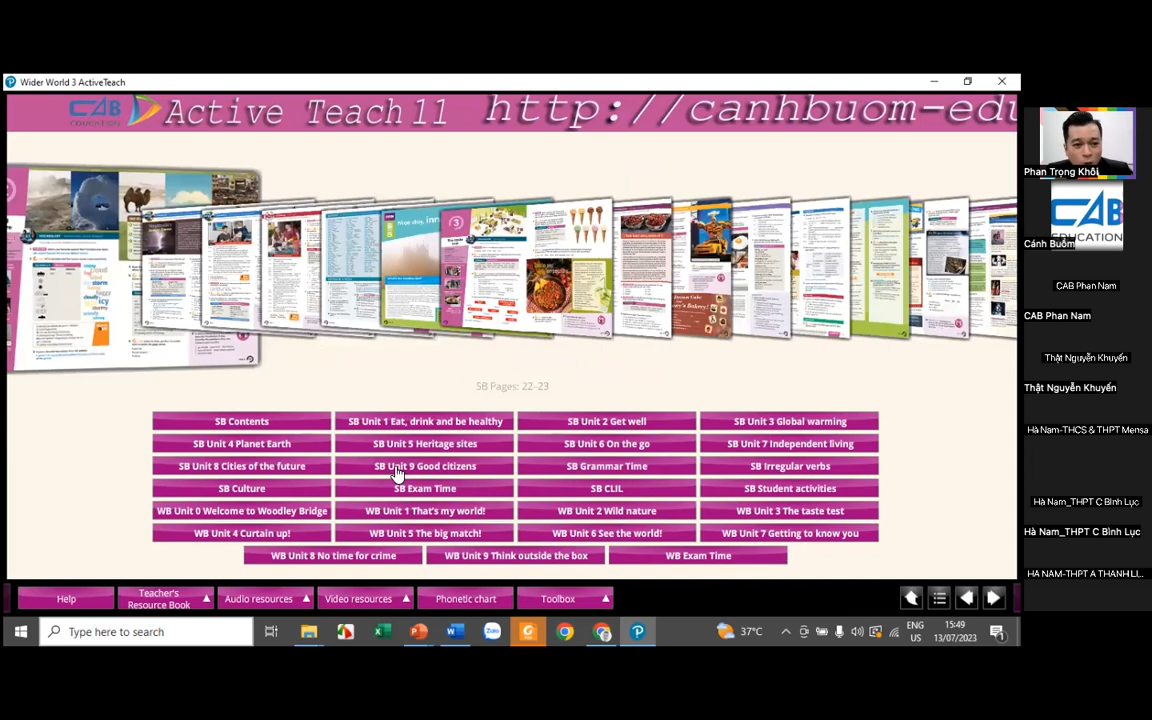 Wider World 3 ActiveTeach
CAB
EDUCATION
Active Teach 11 http://canhbuom-edu
SB Pages: 22–23
SB Contents
SB Unit 1 Eat, drink and be healthy
SB Unit 2 Get well
SB Unit 3 Global warming
SB Unit 4 Planet Earth
SB Unit 5 Heritage sites
SB Unit 6 On the go
SB Unit 7 Independent living
SB Unit 8 Cities of the future
SB Unit 9 Good citizens
SB Grammar Time
SB Irregular verbs
SB Culture
SB Exam Time
SB CLIL
SB Student activities
WB Unit 0 Welcome to Woodley Bridge
WB Unit 1 That's my world!
WB Unit 2 Wild nature
WB Unit 3 The taste test
WB Unit 4 Curtain up!
WB Unit 5 The big match!
WB Unit 6 See the world!
WB Unit 7 Getting to know you
WB Unit 8 No time for crime
WB Unit 9 Think outside the box
WB Exam Time
Help
Teacher's
Resource Book
Audio resources
Video resources
Phonetic chart
Toolbox
Type here to search
37°C
ENG
US
15:49
13/07/2023
Phan Trọng Khôi
CAB
EDUCATION
Cánh Buồm
CAB Phan Nam
CAB Phan Nam
Thật Nguyễn Khuyến
Thật Nguyễn Khuyến
Hà Nam-THCS & THPT Mensa
Hà Nam_THPT C Bình Lục
Hà Nam_THPT C Bình Lục
HÀ NAM-THPT A THANH LI...